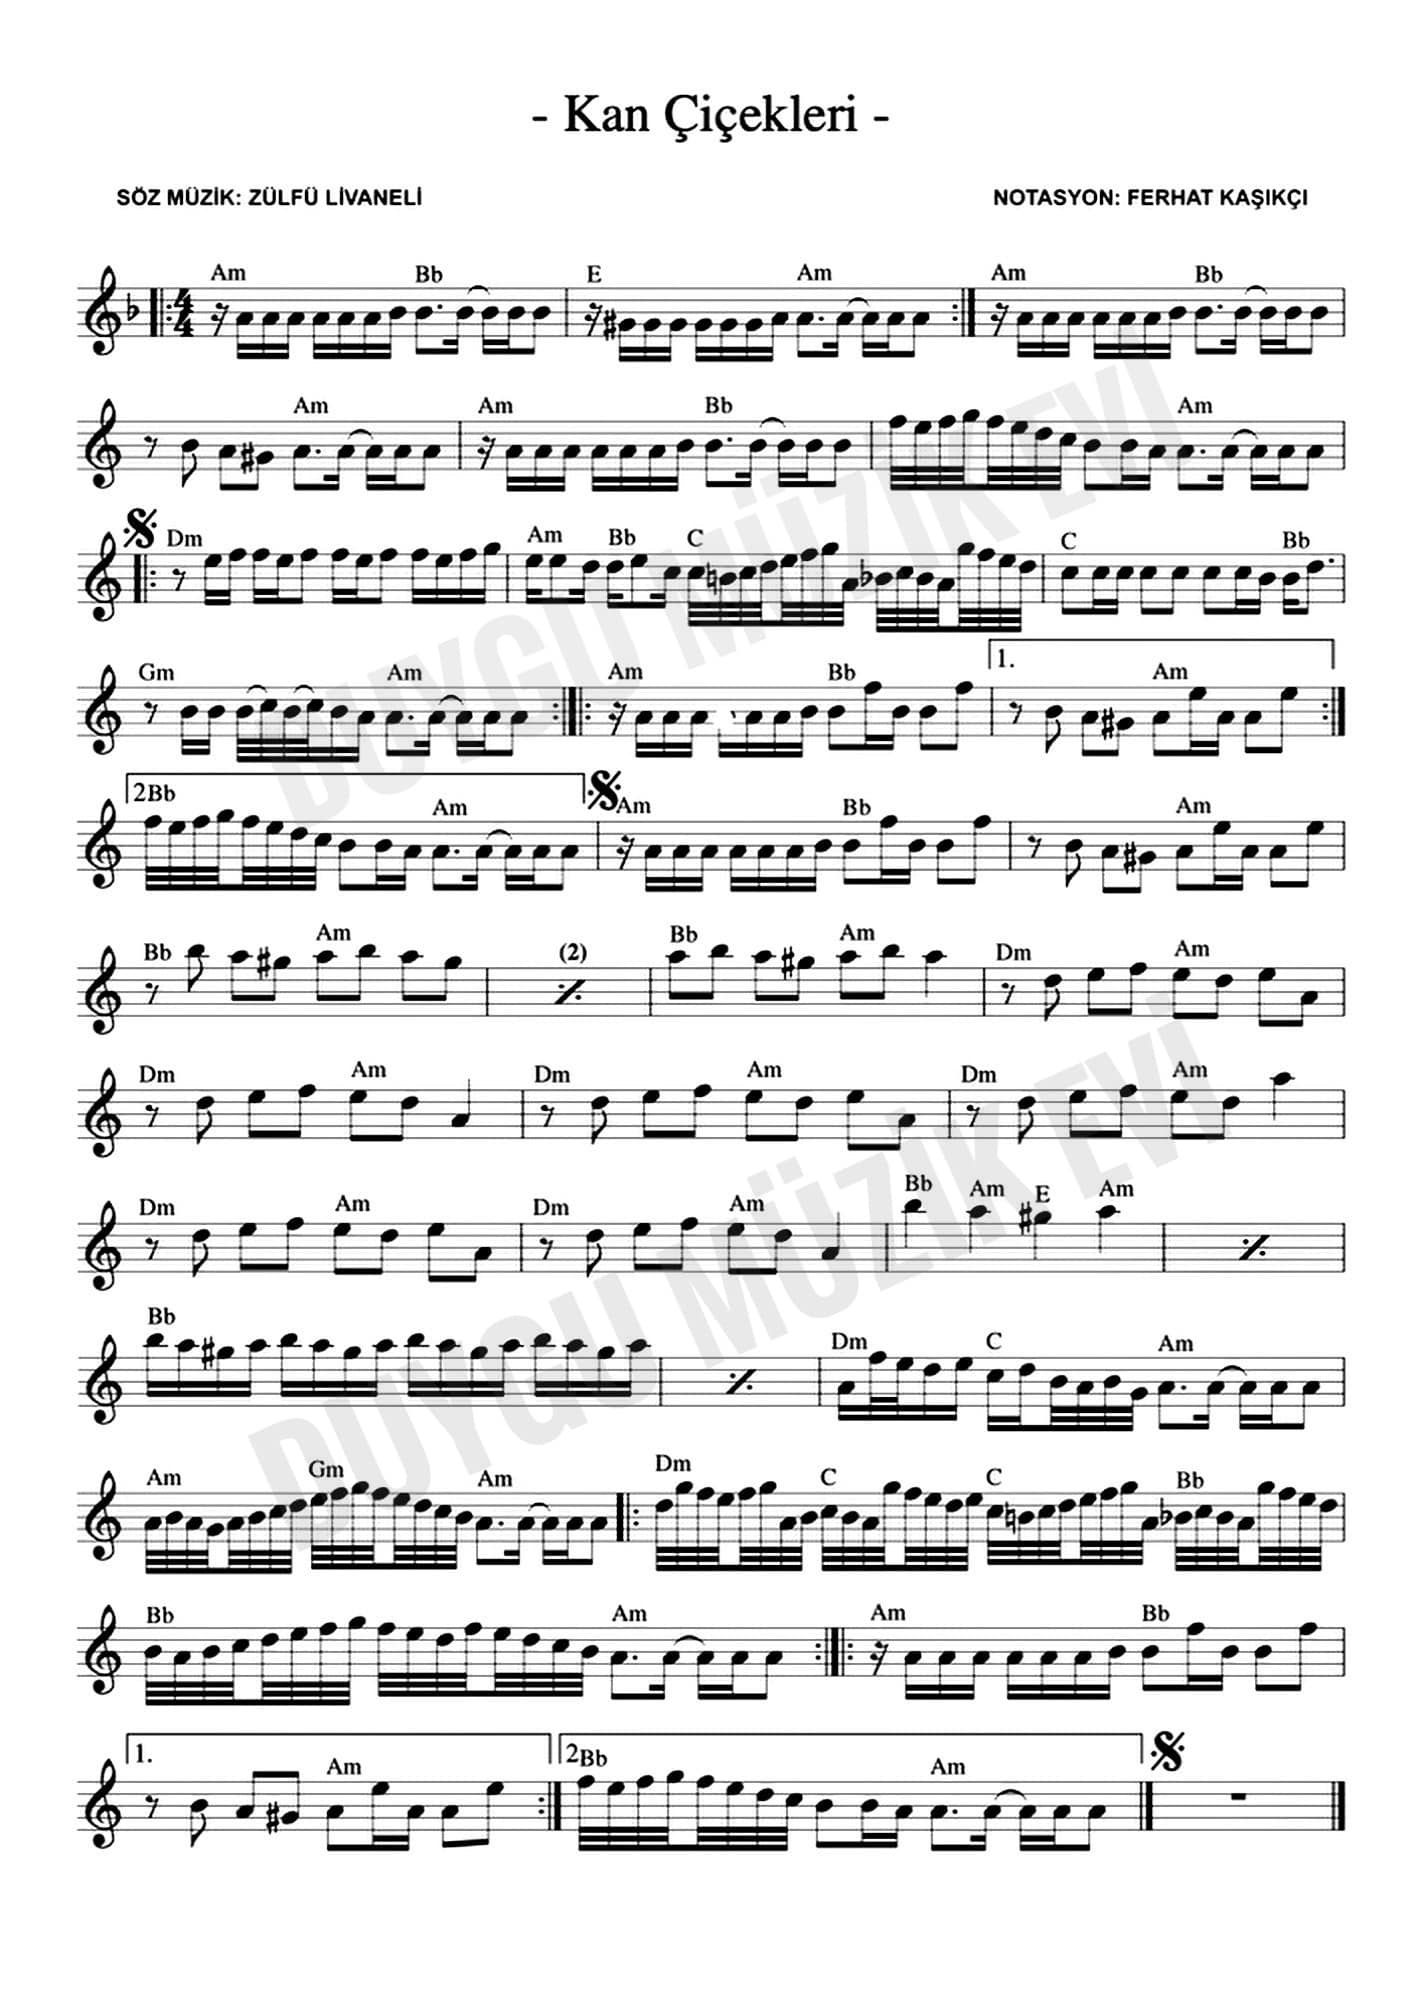 - Kan Çiçekleri -
SÖZ MÜZİK: ZÜLFÜ LİVANELİ
NOTASYON: FERHAT KAŞIKÇI
Am Bb E Am Am Bb
Am Am Bb Am
Dm Am Bb C C Bb
Gm Am Am Bb 1. Am
2Bb Am Am Bb Am
Bb Am (2) Bb Am Dm Am
Dm Am Dm Am Dm Am
Dm Am Dm Am Bb Am E Am
Bb Dm C Am
Am Gm Am Dm C C Bb
Bb Am Am Bb
1. Am 2Bb Am
DUYGU MÜZİK EVİ
DUYGU MÜZİK EVİ